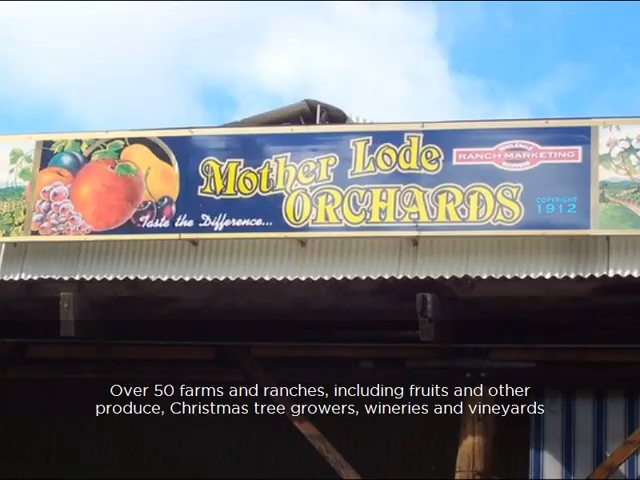 Mother Lode
ORCHARDS
Taste the Difference...
WHOLESALE
RANCH MARKETING
COPYRIGHT
1912
Over 50 farms and ranches, including fruits and other
produce, Christmas tree growers, wineries and vineyards